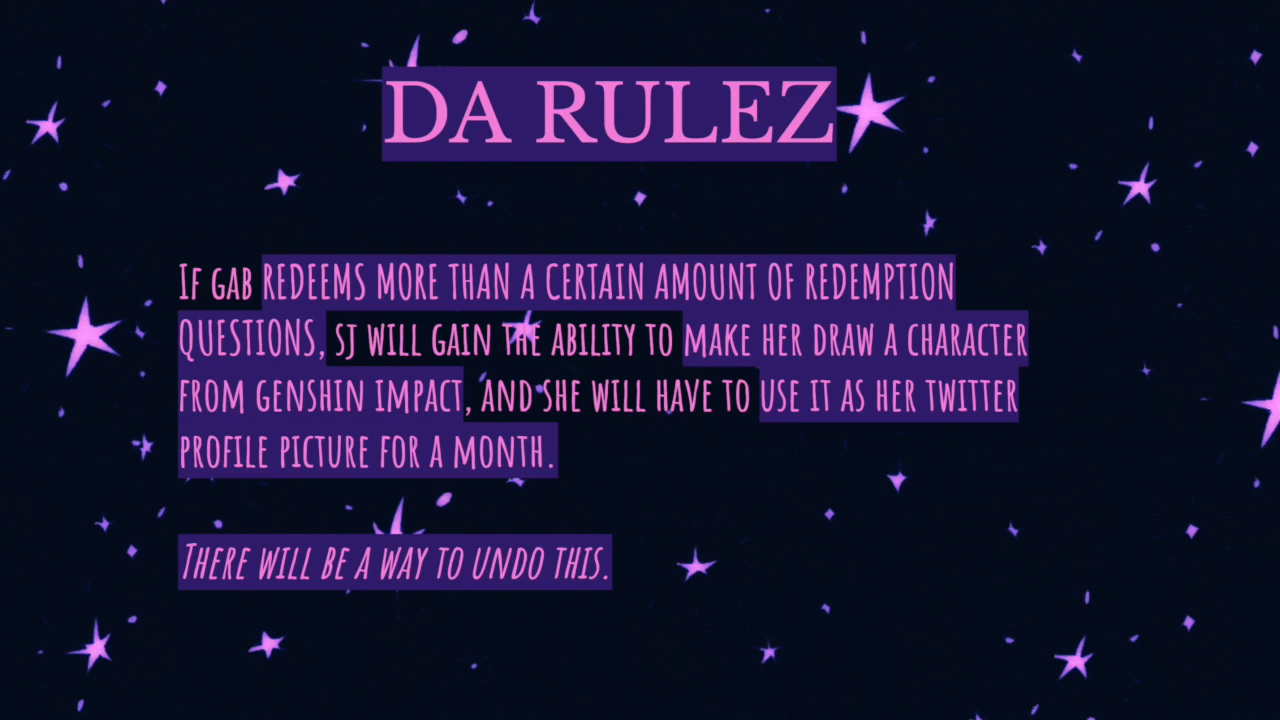 DA RULEZ
If gab redeems more than a certain amount of redemption
questions, sj will gain the ability to make her draw a character
from genshin impact, and she will have to use it as her twitter
profile picture for a month.
There will be a way to undo this.